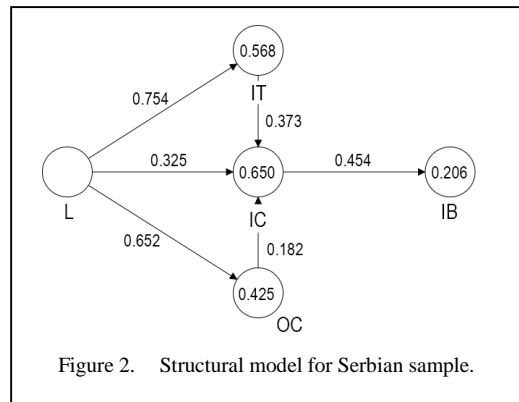 0.568
IT
0.754
0.373
0.325
0.650
0.454
0.206
L
IC
IB
0.652
0.182
0.425
OC
Figure 2. Structural model for Serbian sample.